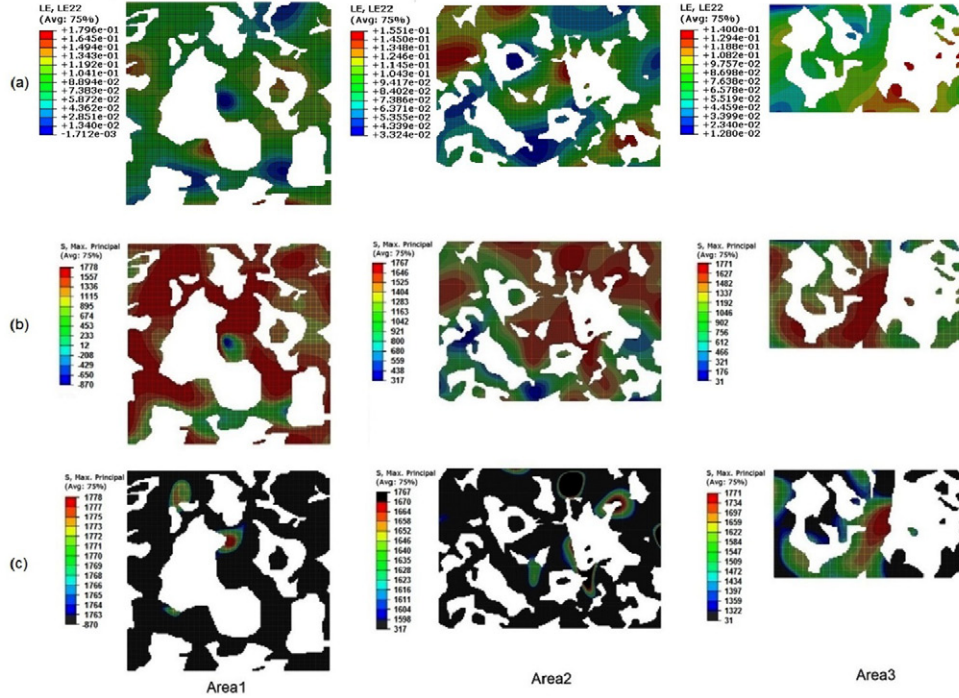 LE, LE22
(Avg: 75%)
+1.796e-01
+1.645e-01
+1.494e-01
+1.343e-01
+1.192e-01
+1.041e-01
+8.894e-02
+7.383e-02
+5.872e-02
+4.362e-02
+2.851e-02
+1.340e-02
-1.712e-03
LE, LE22
(Avg: 75%)
+1.551e-01
+1.450e-01
+1.348e-01
+1.246e-01
+1.145e-01
+1.043e-01
+9.417e-02
+8.402e-02
+7.386e-02
+6.371e-02
+5.355e-02
+4.339e-02
+3.324e-02
LE, LE22
(Avg: 75%)
+1.400e-01
+1.294e-01
+1.188e-01
+1.082e-01
+9.757e-02
+8.698e-02
+7.638e-02
+6.578e-02
+5.519e-02
+4.459e-02
+3.399e-02
+2.340e-02
+1.280e-02
(a)
S, Max. Principal
(Avg: 75%)
1778
1557
1336
1115
895
674
453
233
12
-208
-429
-650
-870
S, Max. Principal
(Avg: 75%)
1767
1646
1525
1404
1283
1163
1042
921
800
680
559
438
317
S, Max. Principal
(Avg: 75%)
1771
1627
1482
1337
1192
1046
902
756
612
466
321
176
31
(b)
S, Max. Principal
(Avg: 75%)
1778
1778
1777
1775
1773
1772
1771
1770
1769
1768
1766
1765
1764
1763
-870
S, Max. Principal
(Avg: 75%)
1767
1670
1664
1658
1652
1646
1640
1635
1628
1623
1616
1611
1604
1598
317
S, Max. Principal
(Avg: 75%)
1771
1734
1697
1659
1622
1584
1547
1509
1472
1434
1397
1359
1322
31
(c)
Area1
Area2
Area3